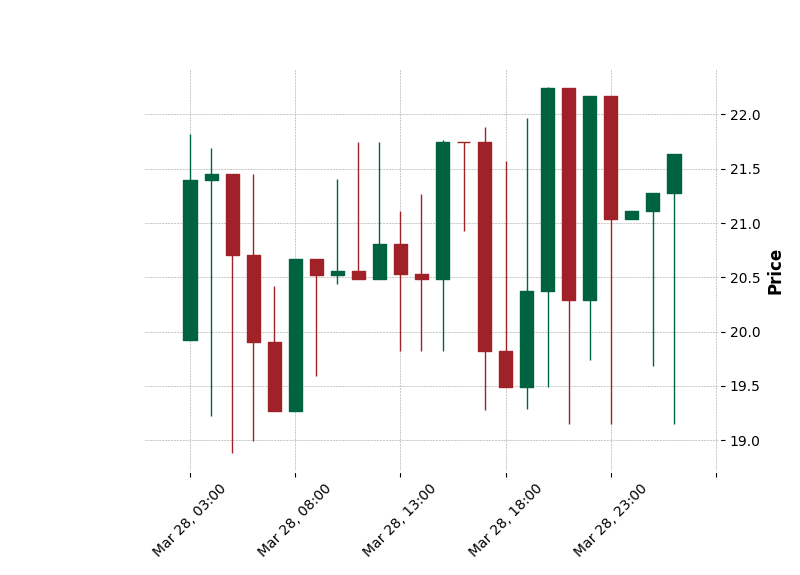 22.0
21.5
21.0
20.5
20.0
19.5
19.0
Price
Mar 28, 03:00
Mar 28, 08:00
Mar 28, 13:00
Mar 28, 18:00
Mar 28, 23:00